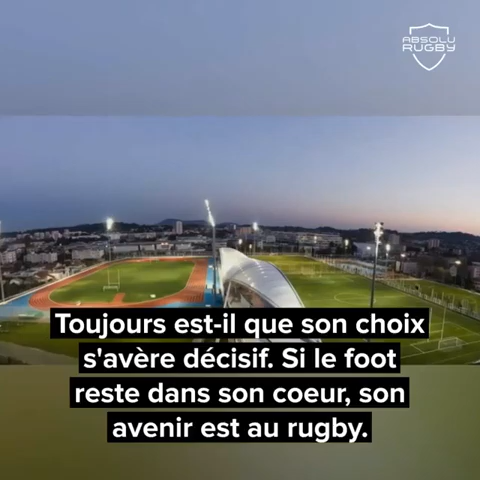 ABSOLU
RUGBY
Toujours est-il que son choix
s'avère décisif. Si le foot
reste dans son coeur, son
avenir est au rugby.